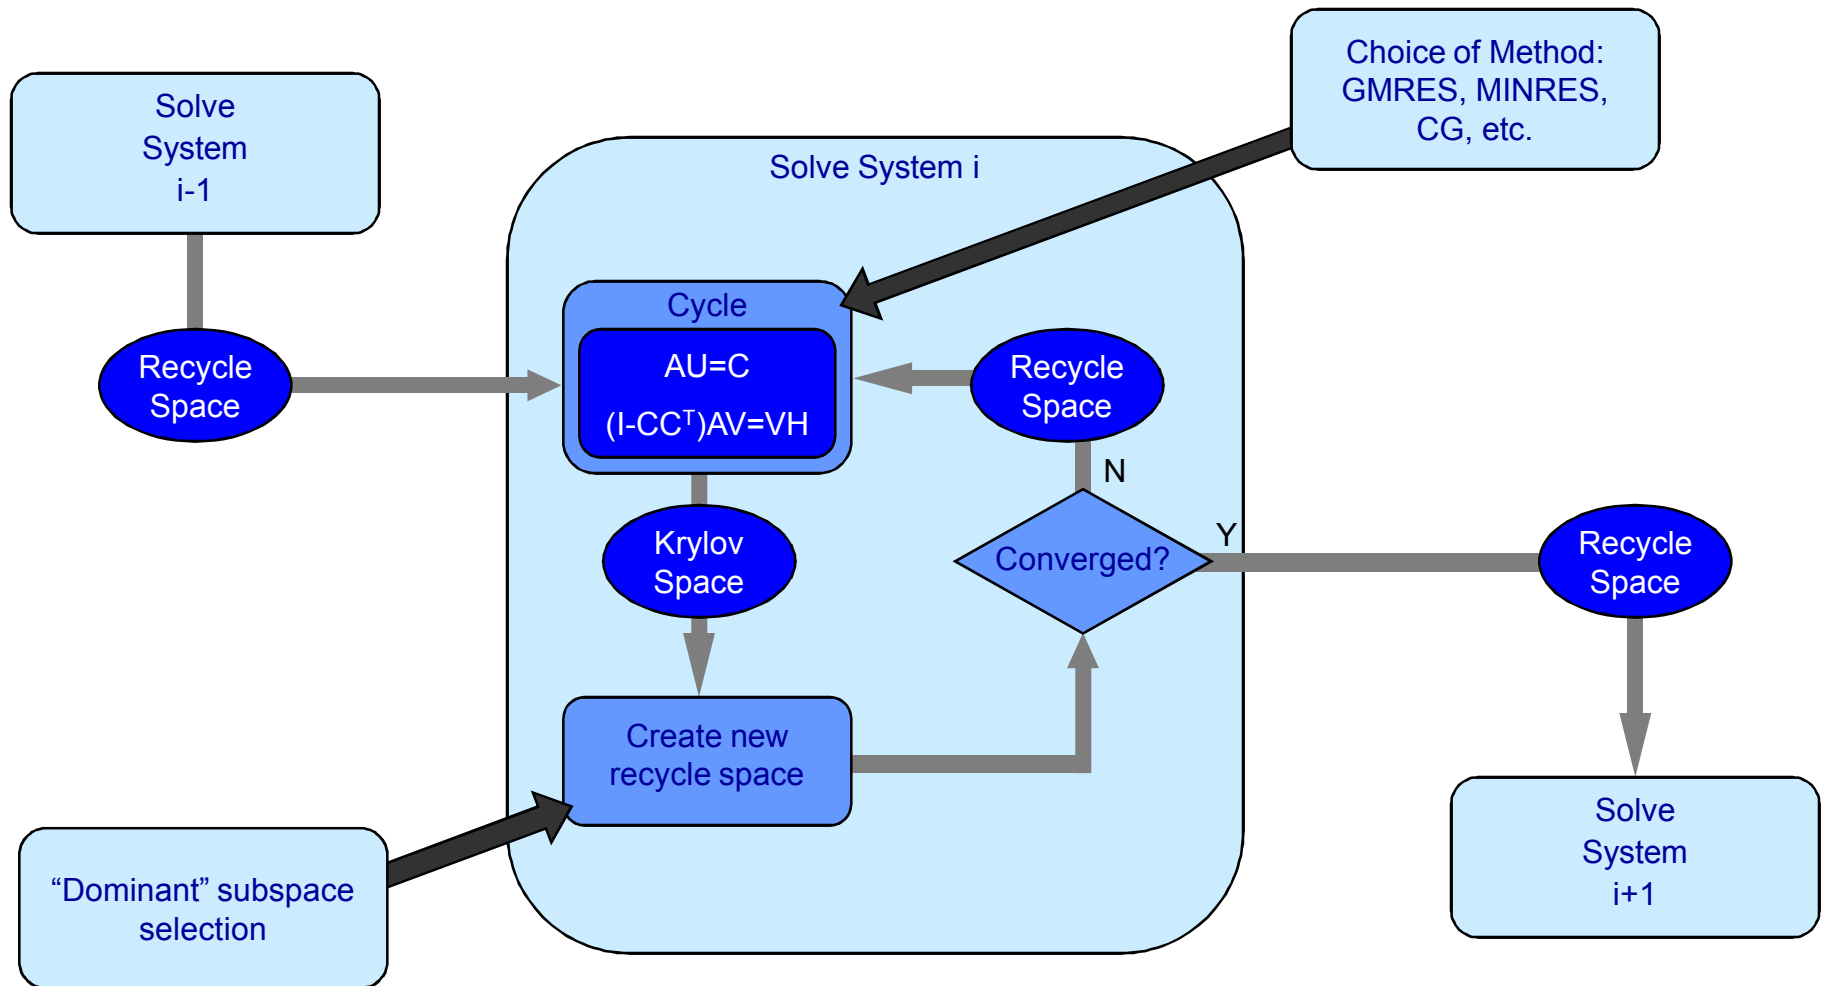 Choice of Method:
GMRES, MINRES,
CG, etc.
Solve
System
i-1
Solve System i
Cycle
AU=C
(I-CCᵀ)AV=VH
Recycle
Space
Recycle
Space
N
Krylov
Space
Converged?
Y
Recycle
Space
Create new
recycle space
Solve
System
i+1
“Dominant” subspace
selection